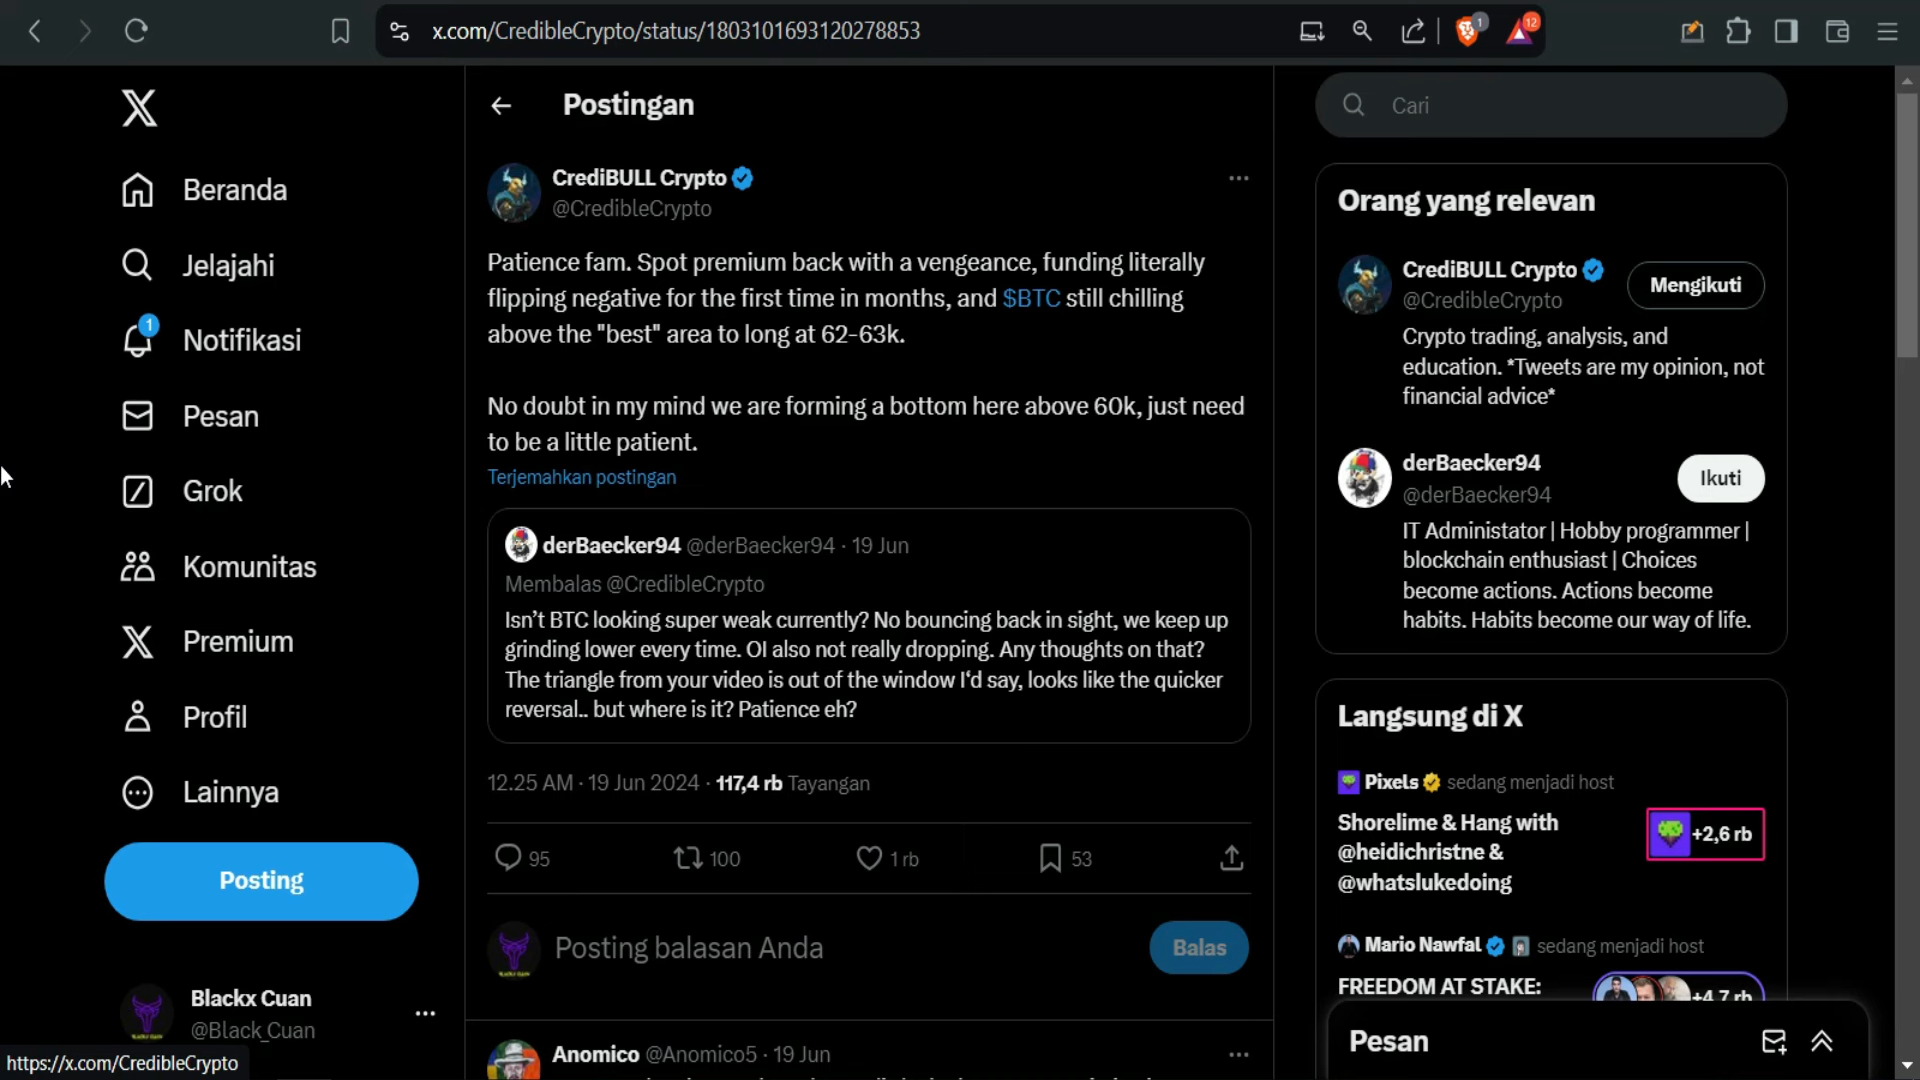 x.com/CredibleCrypto/status/1803101693120278853
1
12
Beranda
Jelajahi
1
Notifikasi
Pesan
Grok
Komunitas
Premium
Profil
Lainnya
Posting
Blackx Cuan
@Black_Cuan
https://x.com/CredibleCrypto
Postingan
CrediBULL Crypto
@CredibleCrypto
Patience fam. Spot premium back with a vengeance, funding literally
flipping negative for the first time in months, and $BTC still chilling
above the "best" area to long at 62-63k.
No doubt in my mind we are forming a bottom here above 60k, just need
to be a little patient.
Terjemahkan postingan
derBaecker94 @derBaecker94 · 19 Jun
Membalas @CredibleCrypto
Isn’t BTC looking super weak currently? No bouncing back in sight, we keep up
grinding lower every time. OI also not really dropping. Any thoughts on that?
The triangle from your video is out of the window I‘d say, looks like the quicker
reversal.. but where is it? Patience eh?
12.25 AM · 19 Jun 2024 · 117,4 rb Tayangan
95
100
1 rb
53
Posting balasan Anda
Balas
Anomico @Anomico5 · 19 Jun
Cari
Orang yang relevan
CrediBULL Crypto
@CredibleCrypto
Mengikuti
Crypto trading, analysis, and
education. *Tweets are my opinion, not
financial advice*
derBaecker94
@derBaecker94
Ikuti
IT Administator | Hobby programmer |
blockchain enthusiast | Choices
become actions. Actions become
habits. Habits become our way of life.
Langsung di X
Pixels sedang menjadi host
Shorelime & Hang with
@heidichristne &
@whatslukedoing
+2,6 rb
Mario Nawfal sedang menjadi host
FREEDOM AT STAKE:
+4,7 rb
Pesan